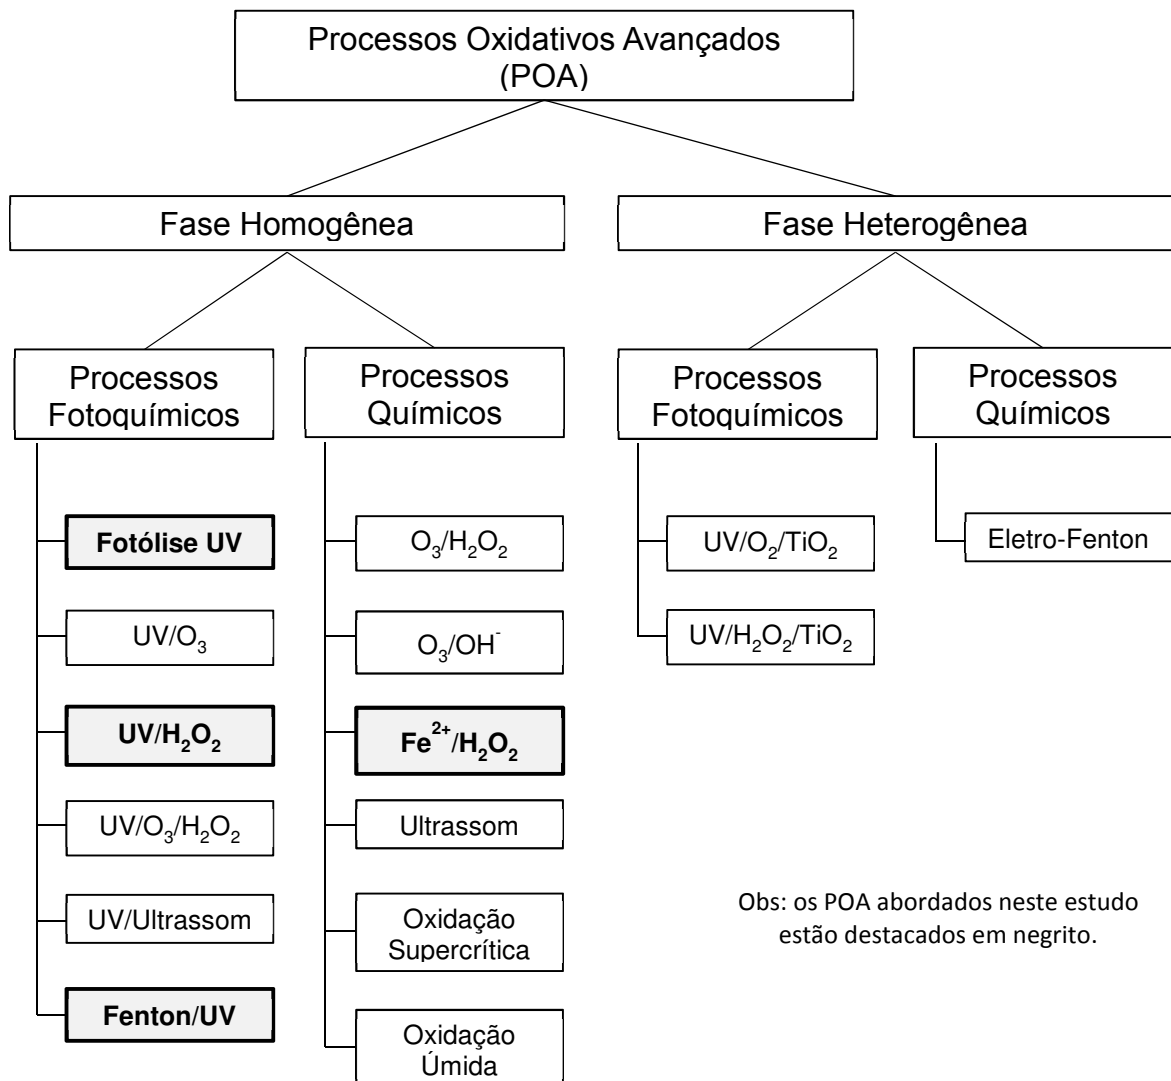 Processos Oxidativos Avançados
(POA)
Fase Homogênea
Fase Heterogênea
Processos
Fotoquímicos
Processos
Químicos
Processos
Fotoquímicos
Processos
Químicos
Fotólise UV
UV/O₃
UV/H₂O₂
UV/O₃/H₂O₂
UV/Ultrassom
Fenton/UV
O₃/H₂O₂
O₃/OH⁻
Fe²⁺/H₂O₂
Ultrassom
Oxidação
Supercrítica
Oxidação
Úmida
UV/O₂/TiO₂
UV/H₂O₂/TiO₂
Eletro-Fenton
Obs: os POA abordados neste estudo
estão destacados em negrito.